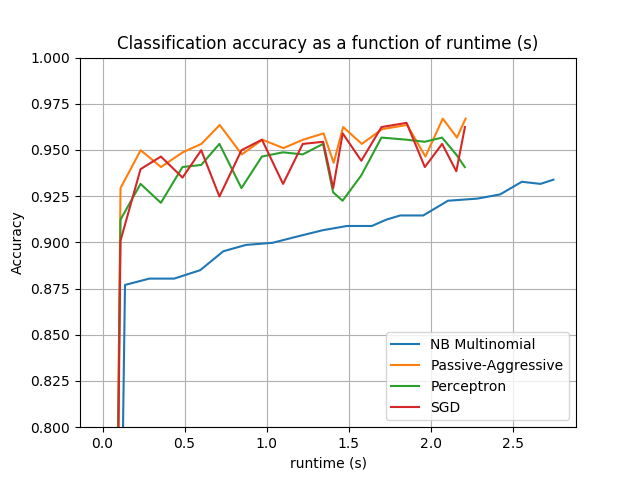 Classification accuracy as a function of runtime (s)
1.000
0.975
0.950
0.925
0.900
0.875
0.850
0.825
0.800
Accuracy
NB Multinomial
Passive-Aggressive
Perceptron
SGD
0.0 0.5 1.0 1.5 2.0 2.5
runtime (s)